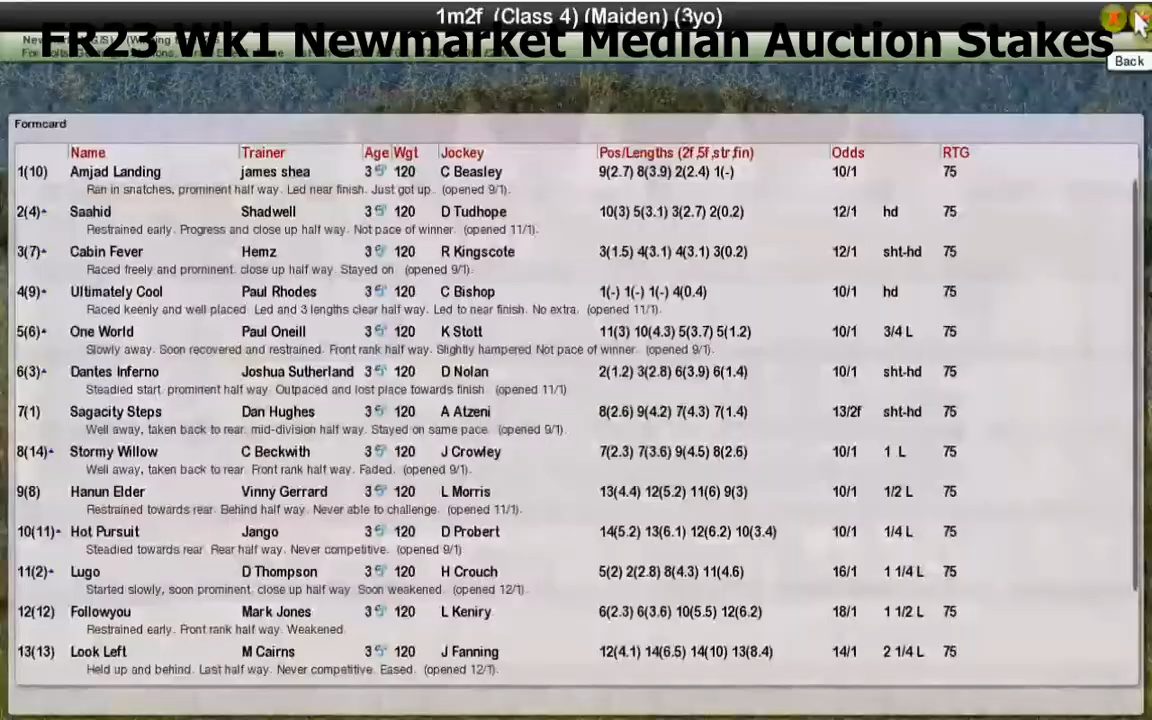 1m2f (Class 4) (Maiden) (3yo)
FR23 Wk1 Newmarket Median Auction Stakes
Back
Formcard
Name Trainer Age Wgt Jockey Pos/Lengths (2f,5f,str,fin) Odds RTG
1(10) Amjad Landing james shea 3 120 C Beasley 9(2.7) 8(3.9) 2(2.4) 1(-) 10/1 75
Ran in snatches, prominent half way. Led near finish. Just got up. (opened 9/1).
2(4) Saahid Shadwell 3 120 D Tudhope 10(3) 5(3.1) 3(2.7) 2(0.2) 12/1 hd 75
Restrained early. Progress and close up half way. Not pace of winner. (opened 11/1).
3(7) Cabin Fever Hemz 3 120 R Kingscote 3(1.5) 4(3.1) 4(3.1) 3(0.2) 12/1 sht-hd 75
Raced freely and prominent. close up half way. Stayed on (opened 9/1).
4(9) Ultimately Cool Paul Rhodes 3 120 C Bishop 1(-) 1(-) 1(-) 4(0.4) 10/1 hd 75
Raced keenly and well placed. Led and 3 lengths clear half way. Led to near finish. No extra. (opened 11/1).
5(6) One World Paul Oneill 3 120 K Stott 11(3) 10(4.3) 5(3.7) 5(1.2) 10/1 3/4 L 75
Slowly away. Soon recovered and restrained. Front rank half way. Slightly hampered Not pace of winner. (opened 9/1).
6(3) Dantes Inferno Joshua Sutherland 3 120 D Nolan 2(1.2) 3(2.8) 6(3.9) 6(1.4) 10/1 sht-hd 75
Steadied start. prominent half way. Outpaced and lost place towards finish. (opened 11/1)
7(1) Sagacity Steps Dan Hughes 3 120 A Atzeni 8(2.6) 9(4.2) 7(4.3) 7(1.4) 13/2f sht-hd 75
Well away, taken back to rear. mid-division half way. Stayed on same pace. (opened 9/1).
8(14) Stormy Willow C Beckwith 3 120 J Crowley 7(2.3) 7(3.6) 9(4.5) 8(2.6) 10/1 1 L 75
Well away, taken back to rear. Front rank half way. Faded. (opened 9/1).
9(8) Hanun Elder Vinny Gerrard 3 120 L Morris 13(4.4) 12(5.2) 11(6) 9(3) 10/1 1/2 L 75
Restrained towards rear. Behind half way. Never able to challenge. (opened 11/1).
10(11) Hot Pursuit Jango 3 120 D Probert 14(5.2) 13(6.1) 12(6.2) 10(3.4) 10/1 1/4 L 75
Steadied towards rear. Rear half way. Never competitive. (opened 9/1)
11(2) Lugo D Thompson 3 120 H Crouch 5(2) 2(2.8) 8(4.3) 11(4.6) 16/1 1 1/4 L 75
Started slowly, soon prominent. close up half way. Soon weakened. (opened 12/1).
12(12) Followyou Mark Jones 3 120 L Keniry 6(2.3) 6(3.6) 10(5.5) 12(6.2) 18/1 1 1/2 L 75
Restrained early. Front rank half way. Weakened.
13(13) Look Left M Cairns 3 120 J Fanning 12(4.1) 14(6.5) 14(10) 13(8.4) 14/1 2 1/4 L 75
Held up and behind. Last half way. Never competitive. Eased. (opened 12/1).